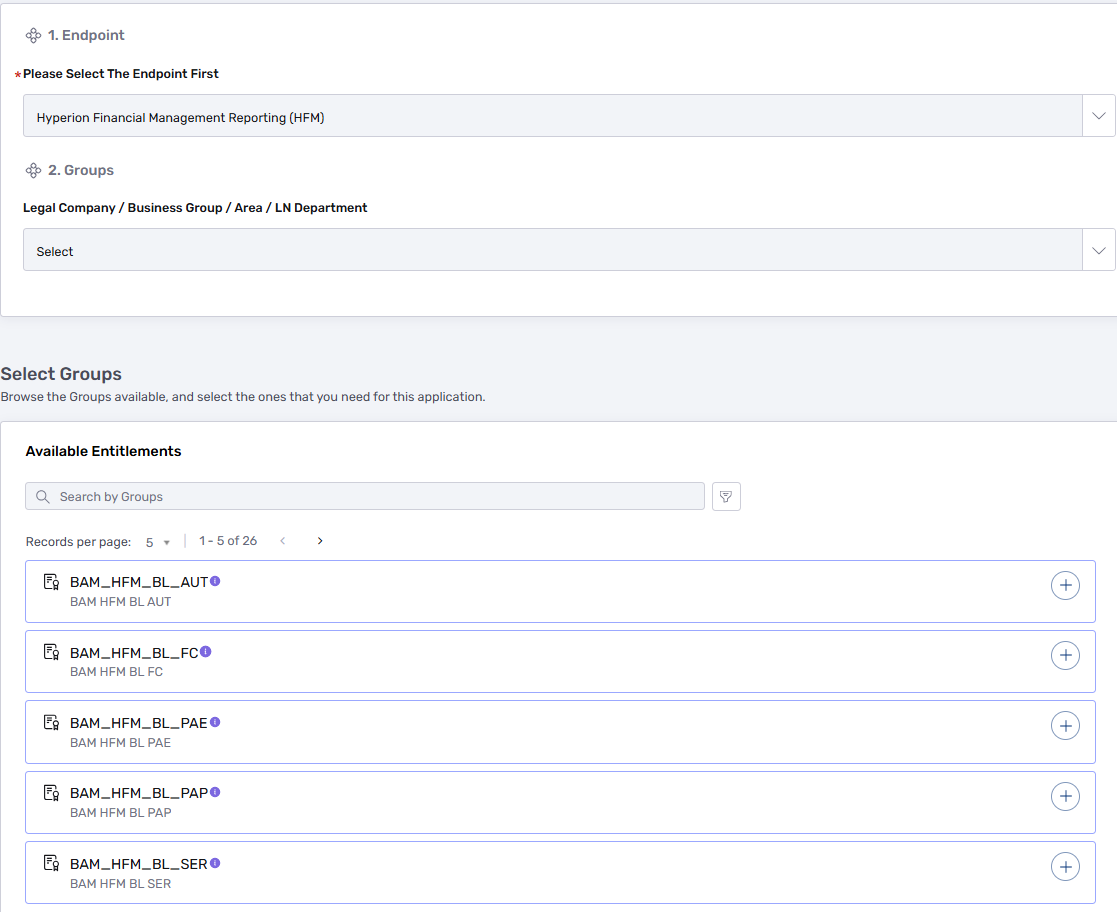 1. Endpoint
*Please Select The Endpoint First
Hyperion Financial Management Reporting (HFM)
2. Groups
Legal Company / Business Group / Area / LN Department
Select
Select Groups
Browse the Groups available, and select the ones that you need for this application.
Available Entitlements
Search by Groups
Records per page: 5 1 - 5 of 26
BAM_HFM_BL_AUT
BAM HFM BL AUT
BAM_HFM_BL_FC
BAM HFM BL FC
BAM_HFM_BL_PAE
BAM HFM BL PAE
BAM_HFM_BL_PAP
BAM HFM BL PAP
BAM_HFM_BL_SER
BAM HFM BL SER